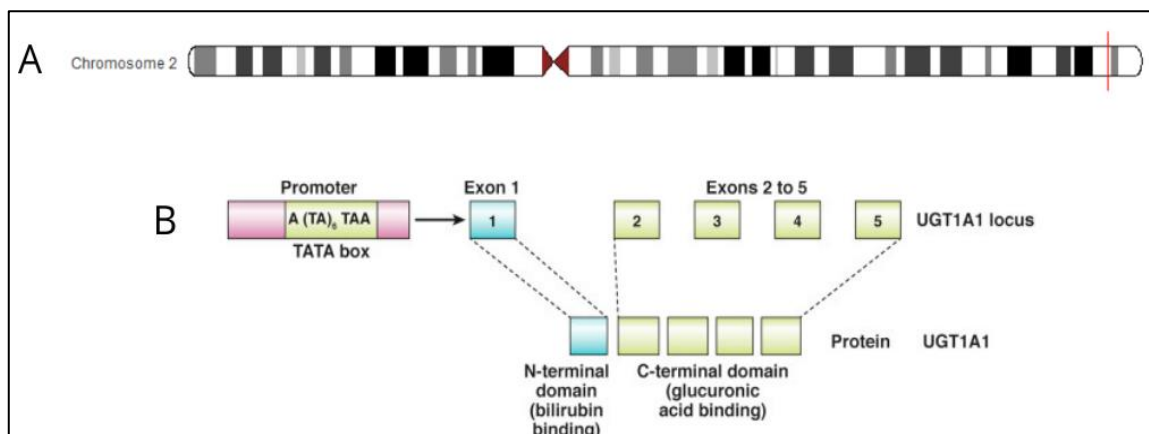 A
Chromosome 2
B
Promoter
Exon 1
Exons 2 to 5
A (TA)₆ TAA
1
2
3
4
5
UGT1A1 locus
TATA box
Protein UGT1A1
N-terminal
domain
(bilirubin
binding)
C-terminal domain
(glucuronic
acid binding)